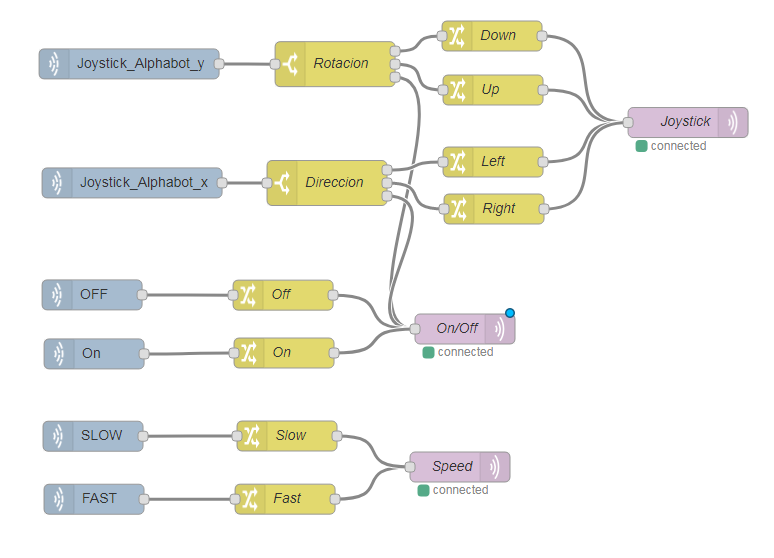 Down
Joystick_Alphabot_y
Rotacion
Up
Joystick
connected
Left
Joystick_Alphabot_x
Direccion
Right
OFF
Off
On/Off
connected
On
On
SLOW
Slow
Speed
connected
FAST
Fast